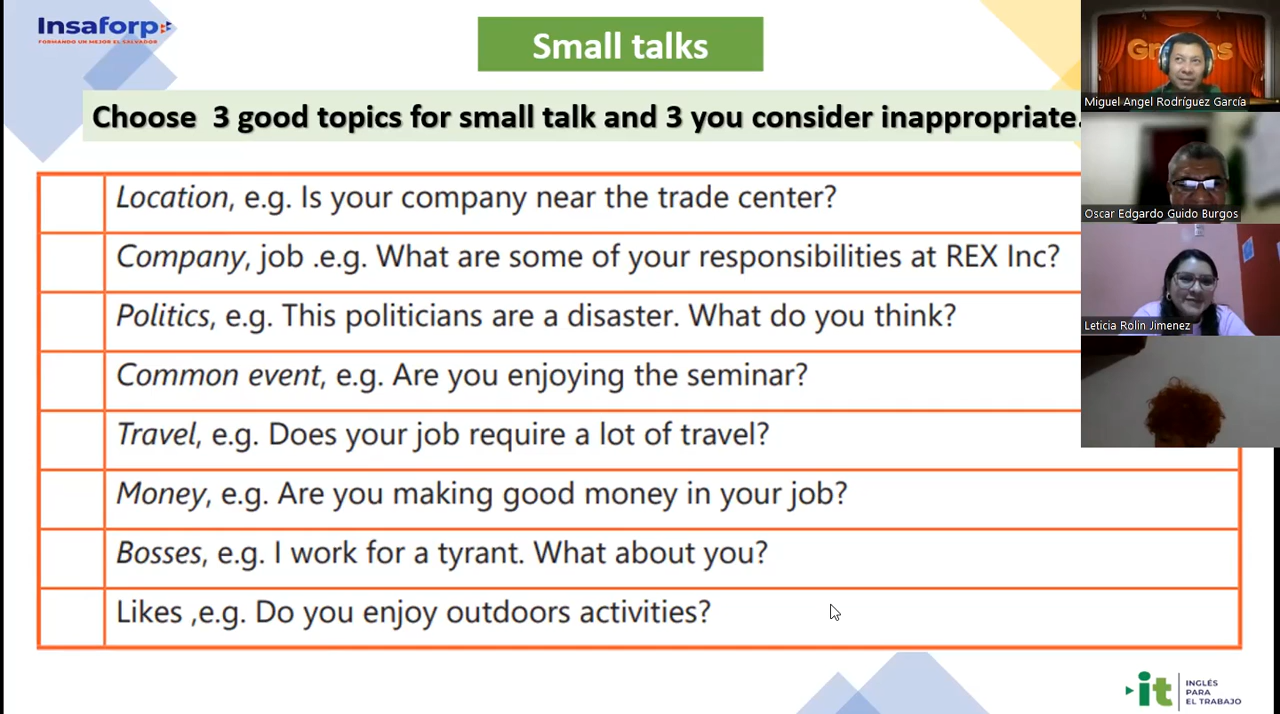 Insaforp
FORMANDO UN MEJOR EL SALVADOR
Small talks
Choose 3 good topics for small talk and 3 you consider inappropriate.
Location, e.g. Is your company near the trade center?
Company, job .e.g. What are some of your responsibilities at REX Inc?
Politics, e.g. This politicians are a disaster. What do you think?
Common event, e.g. Are you enjoying the seminar?
Travel, e.g. Does your job require a lot of travel?
Money, e.g. Are you making good money in your job?
Bosses, e.g. I work for a tyrant. What about you?
Likes ,e.g. Do you enjoy outdoors activities?
Miguel Angel Rodríguez García
Oscar Edgardo Guido Burgos
Leticia Rolin Jimenez
it
INGLÉS
PARA
EL TRABAJO